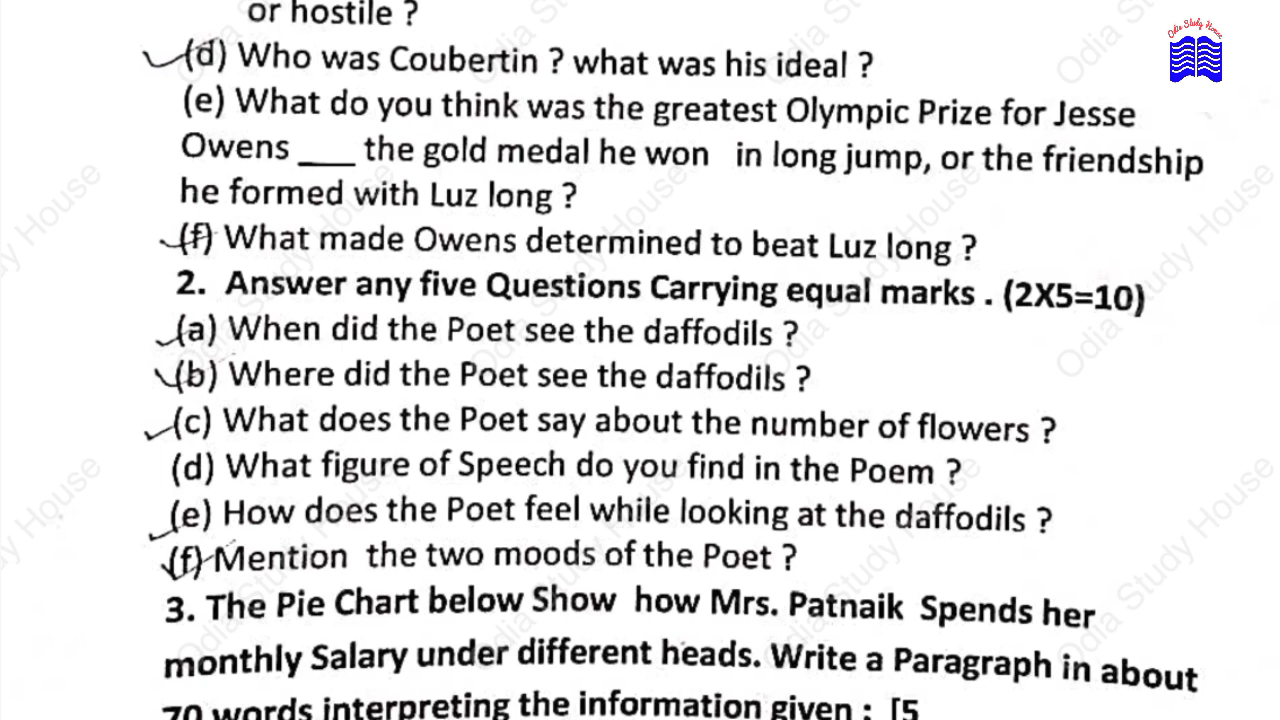 or hostile ?
Odia Study House
(d) Who was Coubertin ? what was his ideal ?
(e) What do you think was the greatest Olympic Prize for Jesse
Owens ___ the gold medal he won in long jump, or the friendship
he formed with Luz long ?
(f) What made Owens determined to beat Luz long ?
2. Answer any five Questions Carrying equal marks . (2X5=10)
(a) When did the Poet see the daffodils ?
(b) Where did the Poet see the daffodils ?
(c) What does the Poet say about the number of flowers ?
(d) What figure of Speech do you find in the Poem ?
(e) How does the Poet feel while looking at the daffodils ?
(f) Mention the two moods of the Poet ?
3. The Pie Chart below Show how Mrs. Patnaik Spends her
monthly Salary under different heads. Write a Paragraph in about
70 words interpreting the information given : [5